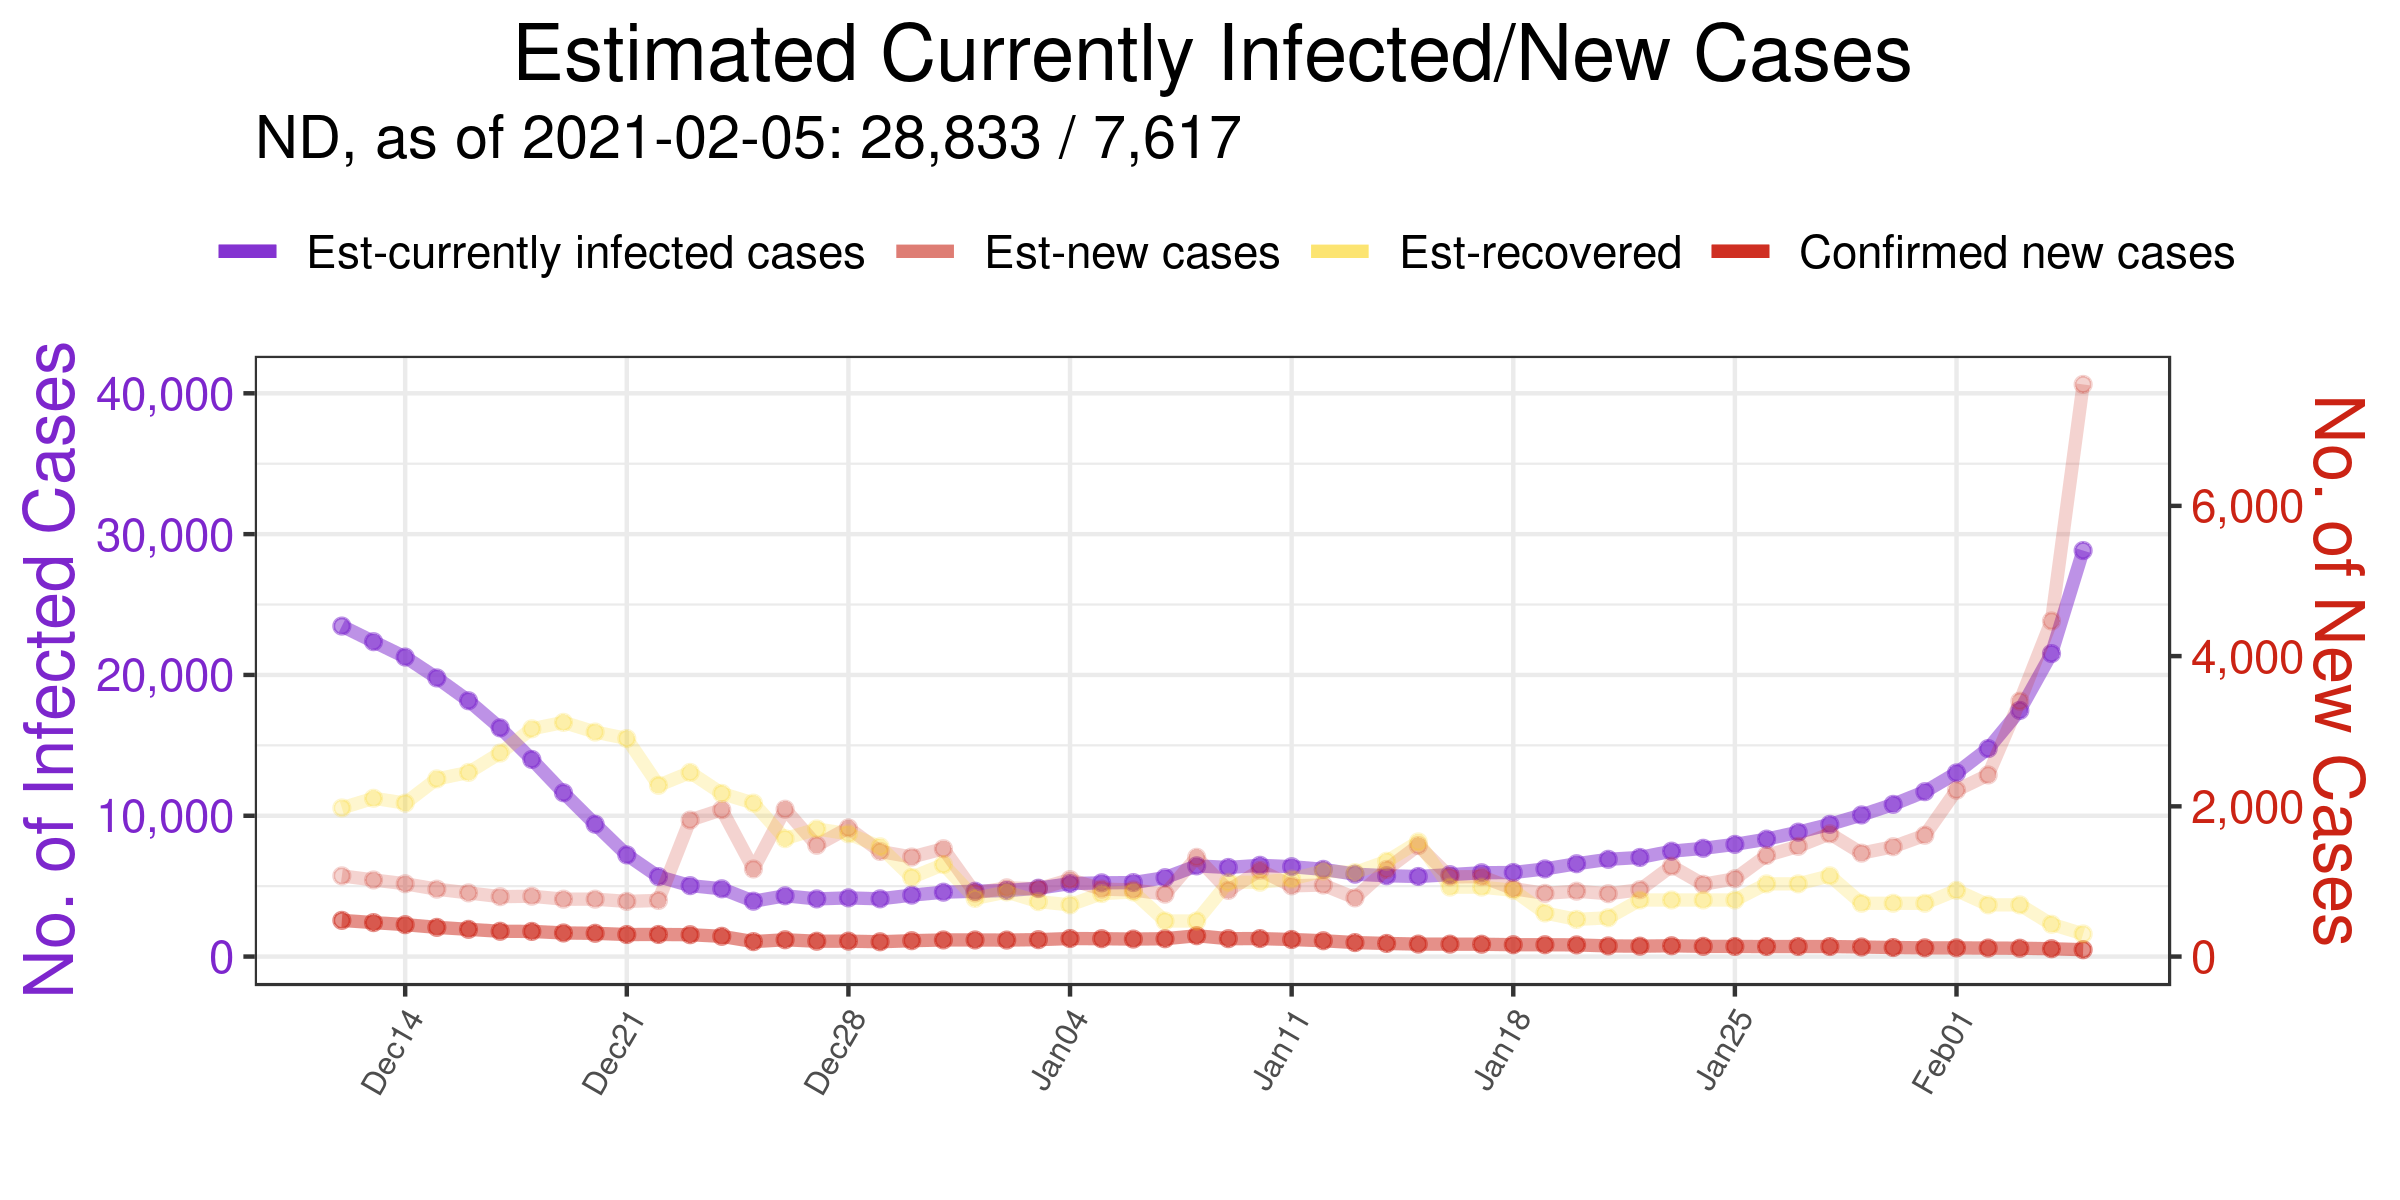 Estimated Currently Infected/New Cases
ND, as of 2021-02-05: 28,833 / 7,617
Est-currently infected cases Est-new cases Est-recovered Confirmed new cases
No. of Infected Cases
40,000
30,000
20,000
10,000
0
6,000
4,000
2,000
0
No. of New Cases
Dec14 Dec21 Dec28 Jan04 Jan11 Jan18 Jan25 Feb01